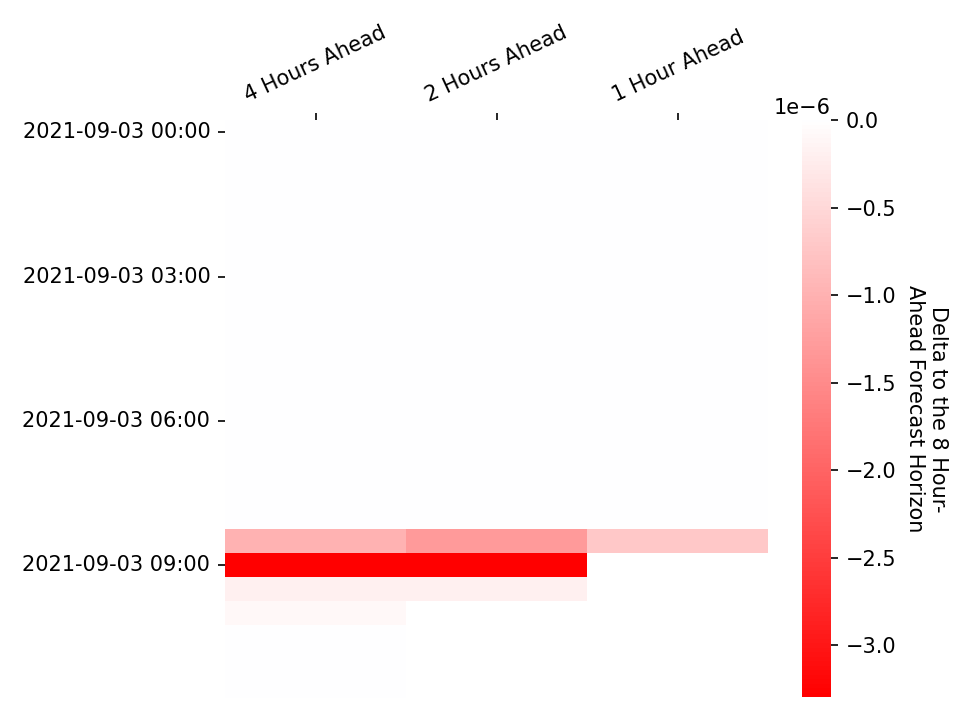 4 Hours Ahead
2 Hours Ahead
1 Hour Ahead
1e−6
2021-09-03 00:00
2021-09-03 03:00
2021-09-03 06:00
2021-09-03 09:00
0.0
−0.5
−1.0
−1.5
−2.0
−2.5
−3.0
Delta to the 8 Hour-
Ahead Forecast Horizon